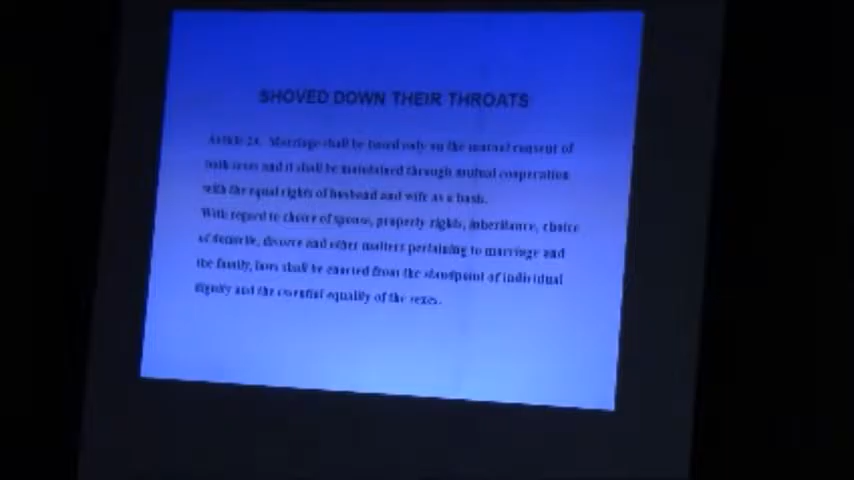 SHOVED DOWN THEIR THROATS
Article 24. Marriage shall be based only on the mutual consent of
both sexes and it shall be maintained through mutual cooperation
with the equal rights of husband and wife as a basis.
With regard to choice of spouse, property rights, inheritance, choice
of domicile, divorce and other matters pertaining to marriage and
the family, laws shall be enacted from the standpoint of individual
dignity and the essential equality of the sexes.